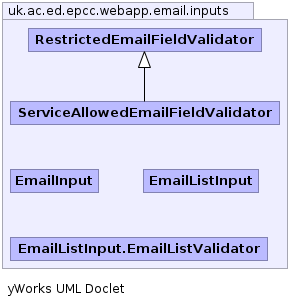 uk.ac.ed.epcc.webapp.email.inputs
RestrictedEmailFieldValidator
ServiceAllowedEmailFieldValidator
EmailInput
EmailListInput
EmailListInput.EmailListValidator
yWorks UML Doclet